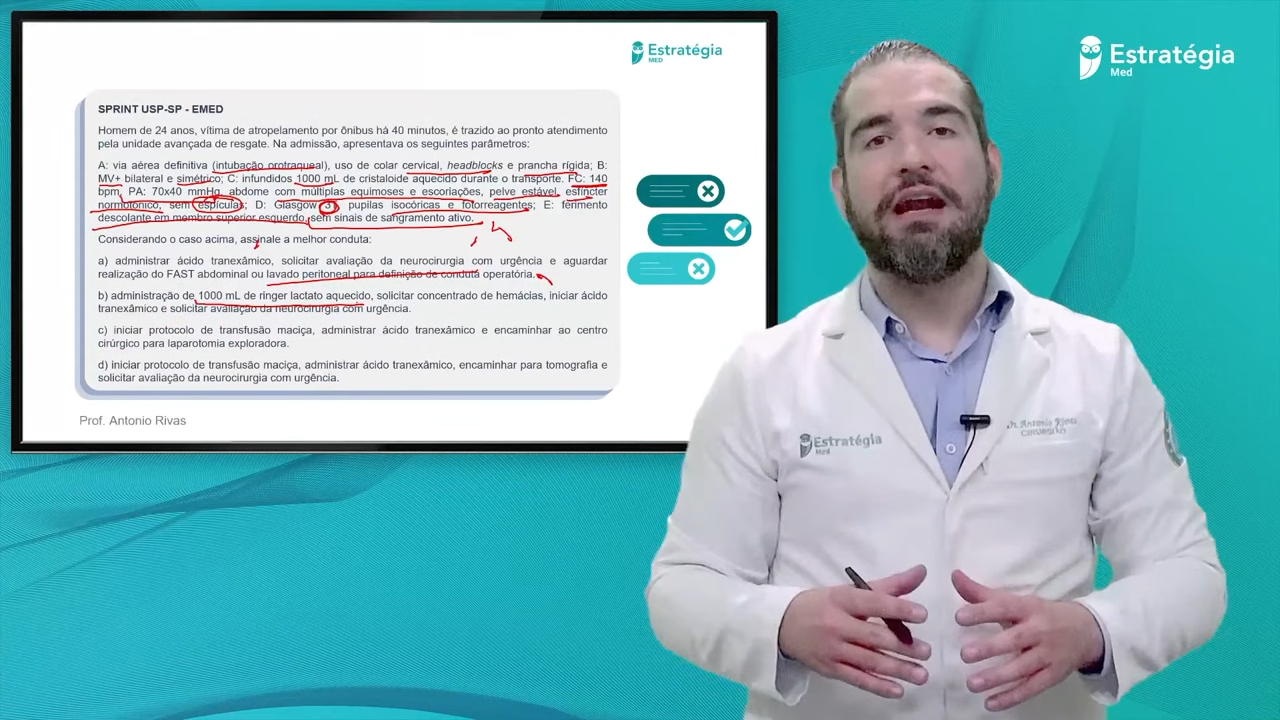 Estratégia
MED
SPRINT USP-SP - EMED
Homem de 24 anos, vítima de atropelamento por ônibus há 40 minutos, é trazido ao pronto atendimento
pela unidade avançada de resgate. Na admissão, apresentava os seguintes parâmetros:
A: via aérea definitiva (intubação orotraqueal), uso de colar cervical, headblocks e prancha rígida; B:
MV+ bilateral e simétrico; C: infundidos 1000 mL de cristaloide aquecido durante o transporte. FC: 140
bpm, PA: 70x40 mmHg, abdome com múltiplas equimoses e escoriações, pelve estável, esfíncter
normotônico, sem espículas; D: Glasgow 3, pupilas isocóricas e fotorreagentes; E: ferimento
descolante em membro superior esquerdo, sem sinais de sangramento ativo.
Considerando o caso acima, assinale a melhor conduta:
a) administrar ácido tranexâmico, solicitar avaliação da neurocirurgia com urgência e aguardar
realização do FAST abdominal ou lavado peritoneal para definição de conduta operatória.
b) administração de 1000 mL de ringer lactato aquecido, solicitar concentrado de hemácias, iniciar ácido
tranexâmico e solicitar avaliação da neurocirurgia com urgência.
c) iniciar protocolo de transfusão maciça, administrar ácido tranexâmico e encaminhar ao centro
cirúrgico para laparotomia exploradora.
d) iniciar protocolo de transfusão maciça, administrar ácido tranexâmico, encaminhar para tomografia e
solicitar avaliação da neurocirurgia com urgência.
Prof. Antonio Rivas
Estratégia
Med
Estratégia
Med
Dr. Antonio Rivas